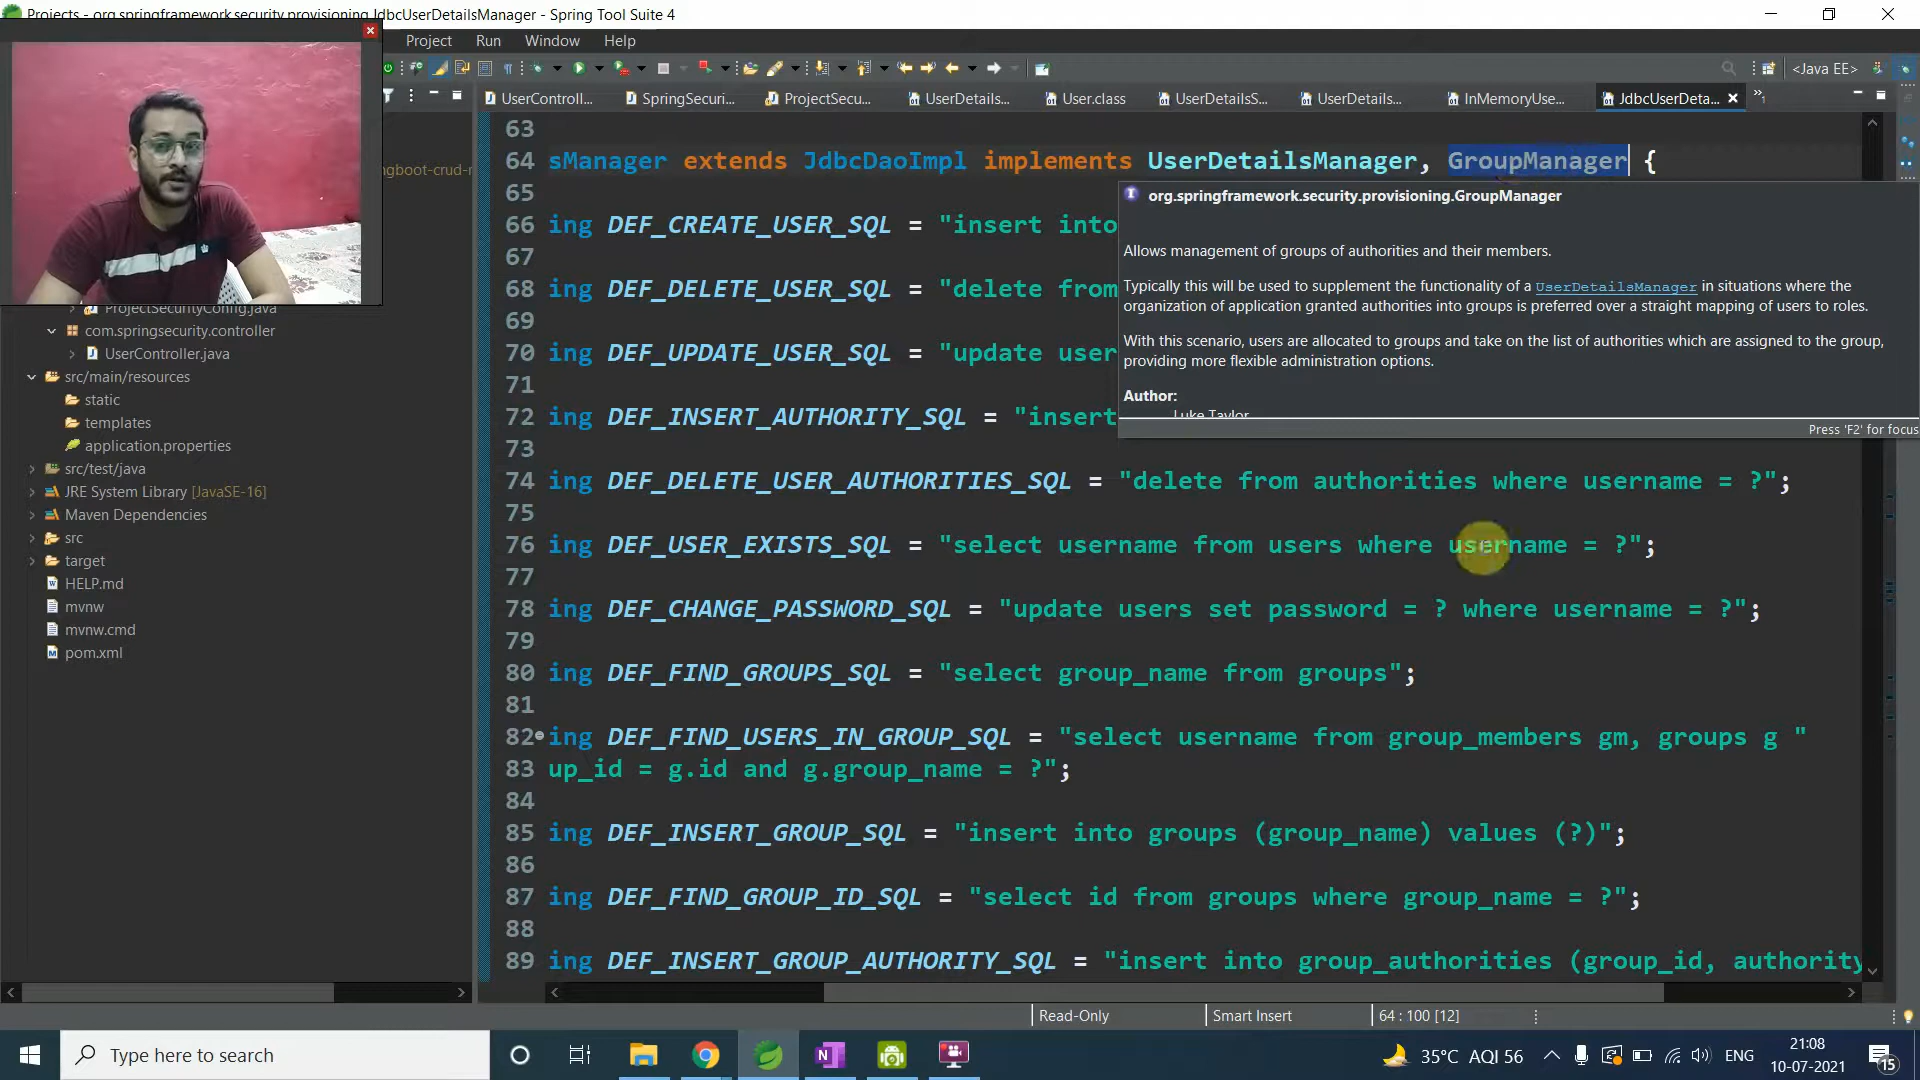 Projects - org.springframework.security.provisioning.JdbcUserDetailsManager - Spring Tool Suite 4
Project Run Window Help
<Java EE>
UserControll... SpringSecuri... ProjectSecu... UserDetails... User.class UserDetailsS... UserDetails... InMemoryUse... JdbcUserDeta... »1
ngboot-crud-r
ProjectSecurityConfig.java
com.springsecurity.controller
UserController.java
src/main/resources
static
templates
application.properties
src/test/java
JRE System Library [JavaSE-16]
Maven Dependencies
src
target
HELP.md
mvnw
mvnw.cmd
pom.xml
63
64 sManager extends JdbcDaoImpl implements UserDetailsManager, GroupManager {
65
66 ing DEF_CREATE_USER_SQL = "insert into
67
68 ing DEF_DELETE_USER_SQL = "delete from
69
70 ing DEF_UPDATE_USER_SQL = "update user
71
72 ing DEF_INSERT_AUTHORITY_SQL = "insert
73
74 ing DEF_DELETE_USER_AUTHORITIES_SQL = "delete from authorities where username = ?";
75
76 ing DEF_USER_EXISTS_SQL = "select username from users where username = ?";
77
78 ing DEF_CHANGE_PASSWORD_SQL = "update users set password = ? where username = ?";
79
80 ing DEF_FIND_GROUPS_SQL = "select group_name from groups";
81
82 ing DEF_FIND_USERS_IN_GROUP_SQL = "select username from group_members gm, groups g "
83 up_id = g.id and g.group_name = ?";
84
85 ing DEF_INSERT_GROUP_SQL = "insert into groups (group_name) values (?)";
86
87 ing DEF_FIND_GROUP_ID_SQL = "select id from groups where group_name = ?";
88
89 ing DEF_INSERT_GROUP_AUTHORITY_SQL = "insert into group_authorities (group_id, authority
org.springframework.security.provisioning.GroupManager
Allows management of groups of authorities and their members.
Typically this will be used to supplement the functionality of a UserDetailsManager in situations where the
organization of application granted authorities into groups is preferred over a straight mapping of users to roles.
With this scenario, users are allocated to groups and take on the list of authorities which are assigned to the group,
providing more flexible administration options.
Author:
Luke Taylor
Press 'F2' for focus
Read-Only Smart Insert 64 : 100 [12]
Type here to search
35°C AQI 56 ENG 21:08
10-07-2021
15